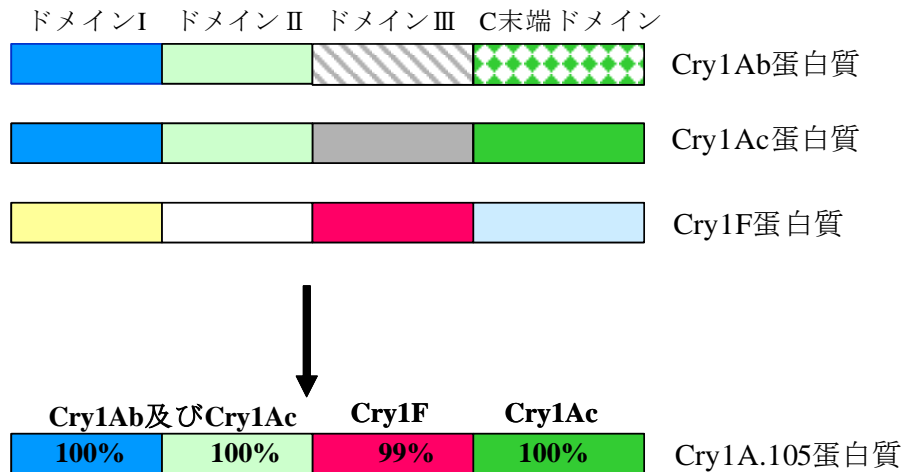 ドメインI ドメインⅡ ドメインⅢ C末端ドメイン
Cry1Ab蛋白質
Cry1Ac蛋白質
Cry1F蛋白質
Cry1Ab及びCry1Ac Cry1F Cry1Ac
100% 100% 99% 100% Cry1A.105蛋白質